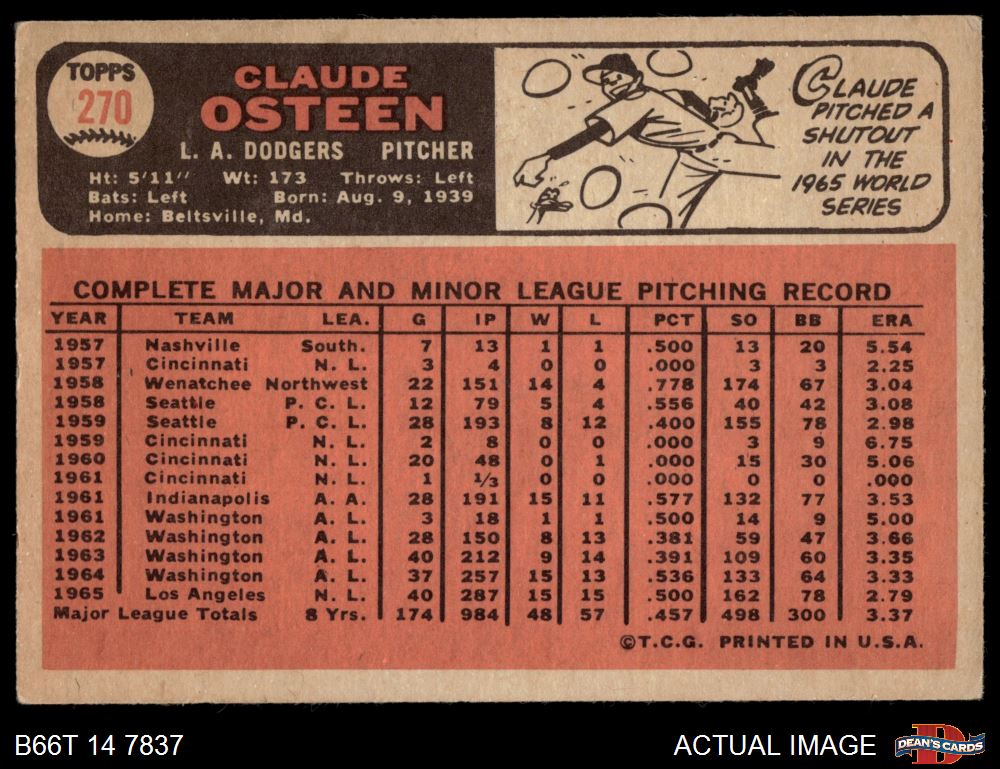 TOPPS
270
CLAUDE
OSTEEN
L. A. DODGERS PITCHER
Ht: 5'11" Wt: 173 Throws: Left
Bats: Left Born: Aug. 9, 1939
Home: Beltsville, Md.
CLAUDE
PITCHED A
SHUTOUT
IN THE
1965 WORLD
SERIES
COMPLETE MAJOR AND MINOR LEAGUE PITCHING RECORD
YEAR TEAM LEA. G IP W L PCT SO BB ERA
1957 Nashville South. 7 13 1 1 .500 13 20 5.54
1957 Cincinnati N. L. 3 4 0 0 .000 3 3 2.25
1958 Wenatchee Northwest 22 151 14 4 .778 174 67 3.04
1958 Seattle P. C. L. 12 79 5 4 .556 40 42 3.08
1959 Seattle P. C. L. 28 193 8 12 .400 155 78 2.98
1959 Cincinnati N. L. 2 8 0 0 .000 3 9 6.75
1960 Cincinnati N. L. 20 48 0 1 .000 15 30 5.06
1961 Cincinnati N. L. 1 1/3 0 0 .000 0 0 .000
1961 Indianapolis A. A. 28 191 15 11 .577 132 77 3.53
1961 Washington A. L. 3 18 1 1 .500 14 9 5.00
1962 Washington A. L. 28 150 8 13 .381 59 47 3.66
1963 Washington A. L. 40 212 9 14 .391 109 60 3.35
1964 Washington A. L. 37 257 15 13 .536 133 64 3.33
1965 Los Angeles N. L. 40 287 15 15 .500 162 78 2.79
Major League Totals 8 Yrs. 174 984 48 57 .457 498 300 3.37
©T.C.G. PRINTED IN U.S.A.
B66T 14 7837
ACTUAL IMAGE
D
DEAN'S CARDS